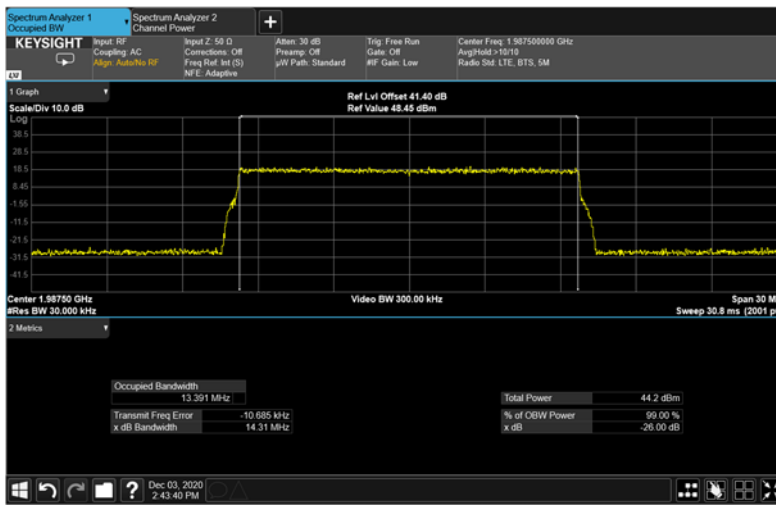 Spectrum Analyzer 1
Occupied BW
Spectrum Analyzer 2
Channel Power
KEYSIGHT
Input: RF
Coupling: AC
Align: Auto/No RF
Input Z: 50 Ω
Corrections: Off
Freq Ref: Int (S)
NFE: Adaptive
Atten: 30 dB
Preamp: Off
µW Path: Standard
Trig: Free Run
Gate: Off
#IF Gain: Low
Center Freq: 1.987500000 GHz
Avg|Hold:>10/10
Radio Std: LTE, BTS, 5M
1 Graph
Scale/Div 10.0 dB
Ref Lvl Offset 41.40 dB
Ref Value 48.45 dBm
Log
38.5
28.5
18.5
8.45
-1.55
-11.5
-21.5
-31.5
-41.5
Center 1.98750 GHz
#Res BW 30.000 kHz
Video BW 300.00 kHz
Span 30 M
Sweep 30.8 ms (2001 p
2 Metrics
Occupied Bandwidth
13.391 MHz
Transmit Freq Error -10.685 kHz
x dB Bandwidth 14.31 MHz
Total Power 44.2 dBm
% of OBW Power 99.00 %
x dB -26.00 dB
?
Dec 03, 2020
2:43:40 PM